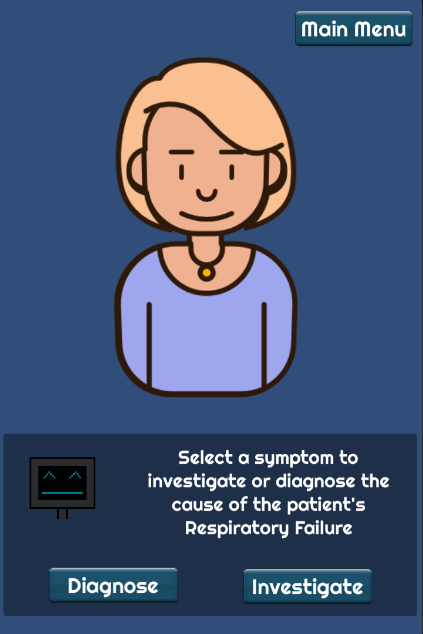 Main Menu
Select a symptom to
investigate or diagnose the
cause of the patient's
Respiratory Failure
Diagnose
Investigate